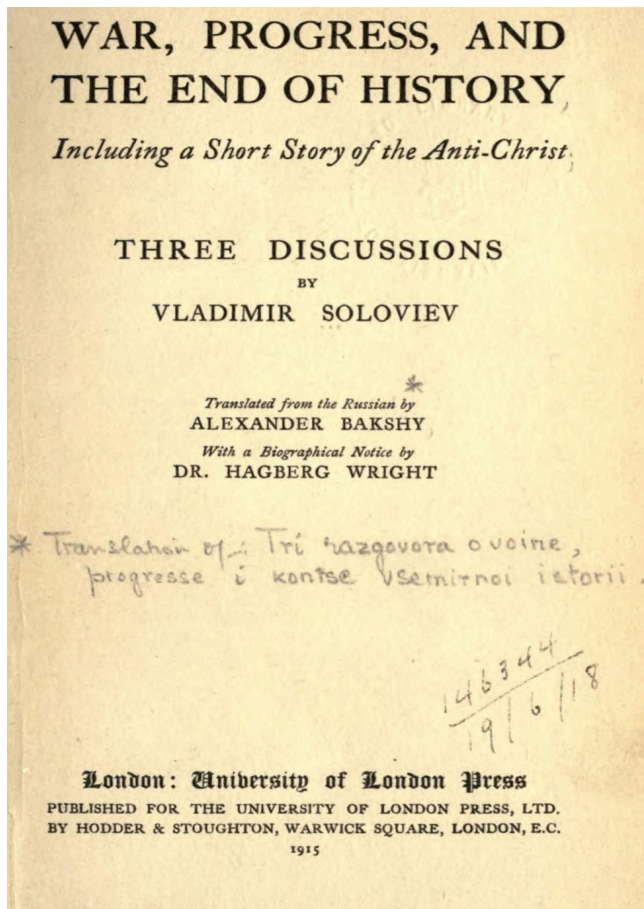 WAR, PROGRESS, AND
THE END OF HISTORY,
Including a Short Story of the Anti-Christ;
THREE DISCUSSIONS
BY
VLADIMIR SOLOVIEV
*
Translated from the Russian by
ALEXANDER BAKSHY
With a Biographical Notice by
DR. HAGBERG WRIGHT
* Translation of: Tri razgovora o voine,
progresse i kontse vsemirnoi istorii.
146344
19/6/18
London: University of London Press
PUBLISHED FOR THE UNIVERSITY OF LONDON PRESS, LTD.
BY HODDER & STOUGHTON, WARWICK SQUARE, LONDON, E.C.
1915